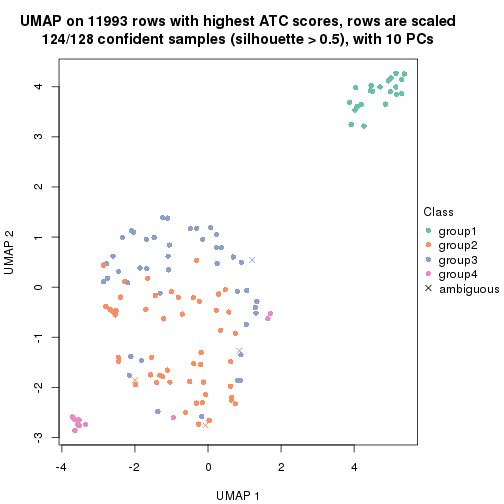 UMAP on 11993 rows with highest ATC scores, rows are scaled
124/128 confident samples (silhouette > 0.5), with 10 PCs
UMAP 2
4
3
2
1
0
-1
-2
-3
-4
-2
0
2
4
UMAP 1
Class
group1
group2
group3
group4
ambiguous